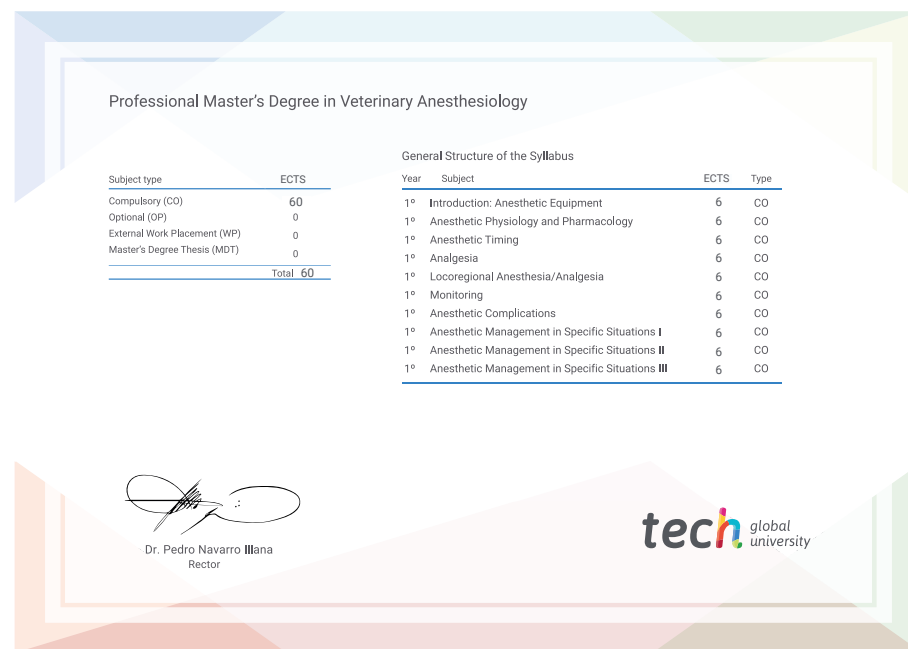 Professional Master's Degree in Veterinary Anesthesiology
General Structure of the Syllabus
Subject type ECTS
Compulsory (CO) 60
Optional (OP) 0
External Work Placement (WP) 0
Master's Degree Thesis (MDT) 0
Total 60
Year Subject ECTS Type
1º Introduction: Anesthetic Equipment 6 CO
1º Anesthetic Physiology and Pharmacology 6 CO
1º Anesthetic Timing 6 CO
1º Analgesia 6 CO
1º Locoregional Anesthesia/Analgesia 6 CO
1º Monitoring 6 CO
1º Anesthetic Complications 6 CO
1º Anesthetic Management in Specific Situations I 6 CO
1º Anesthetic Management in Specific Situations II 6 CO
1º Anesthetic Management in Specific Situations III 6 CO
Dr. Pedro Navarro Illana
Rector
tech global
university